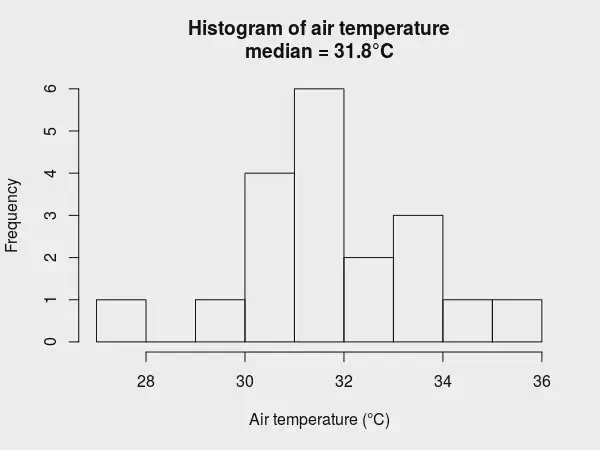 Histogram of air temperature
median = 31.8°C
6
5
4
3
2
1
0
Frequency
28 30 32 34 36
Air temperature (°C)